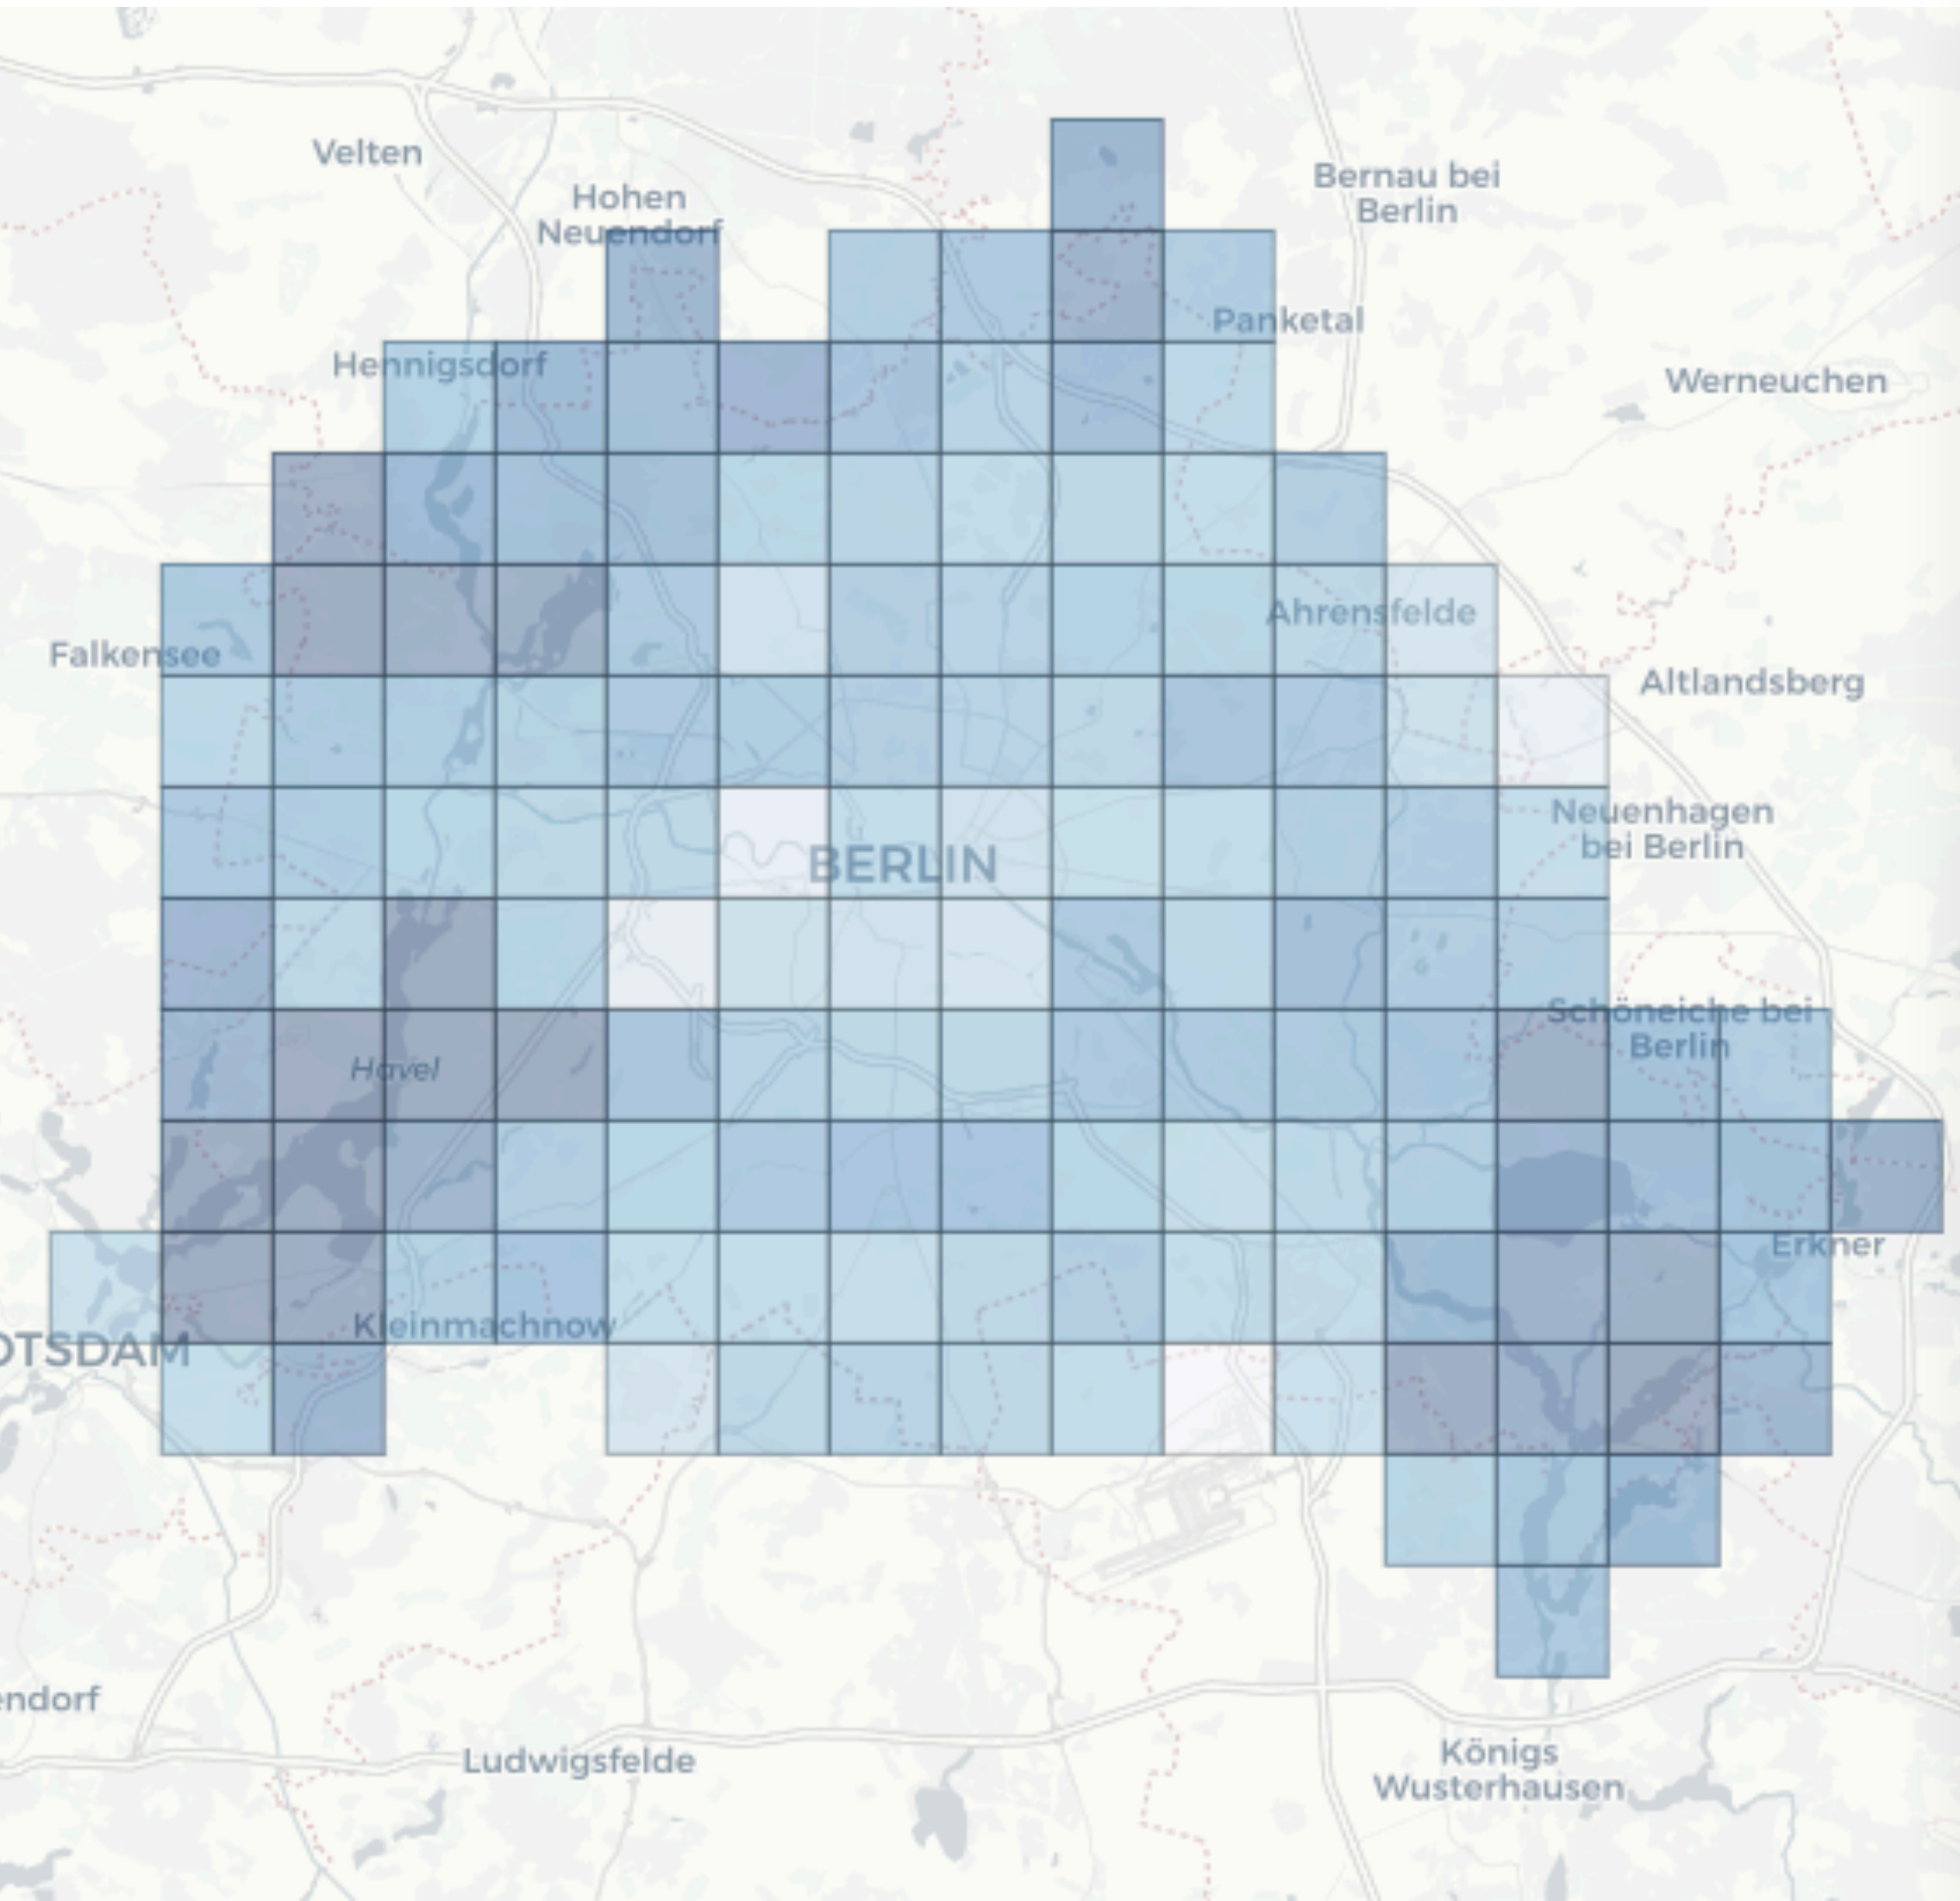 Velten
Hohen
Neuendorf
Bernau bei
Berlin
Panketal
Hennigsdorf
Werneuchen
Ahrensfelde
Falkensee
Altlandsberg
Neuenhagen
bei Berlin
BERLIN
Schöneiche bei
Berlin
Havel
Erkner
Kleinmachnow
OTSDAM
endorf
Ludwigsfelde
Königs
Wusterhausen